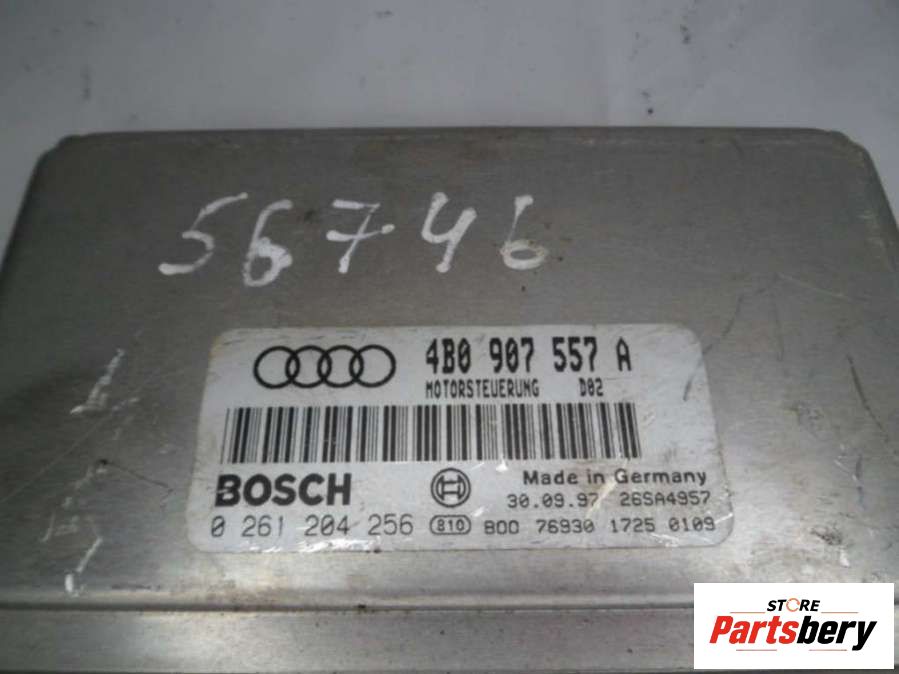 56746
4B0 907 557 A
MOTORSTEUERUNG D02
BOSCH
Made in Germany
30.09.97 26SA4957
0 261 204 256 810 800 76930 1725 0109
STORE
Partsbery